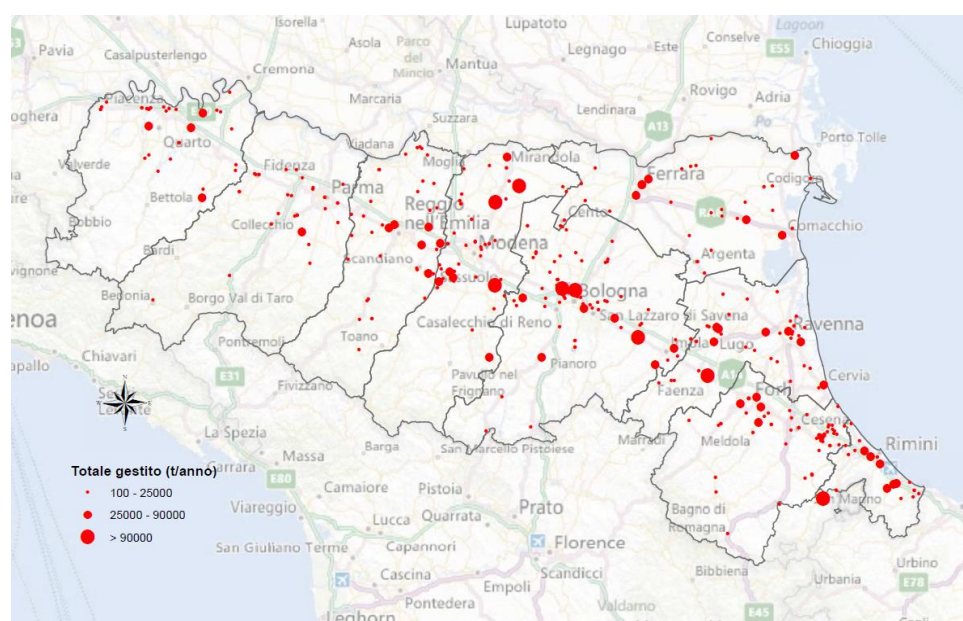 Isorella
Lupatoto
Lagoon
Conselve
E55
Chioggia
Asola
Parco
del
Mincio
Mantua
Legnago
Este
Pavia
Casalpusterlengo
Cremona
Rovigo
Adria
Marcaria
Lendinara
Po
Suzzara
A13
Porto Tolle
Piacenza
Viadana
Quarto
Moglia
Mirandola
Valverde
Fidenza
Ferrara
Codigoro
Parma
Bettola
Reggio
nell'Emilia
Cento
Bobbio
Collecchio
Comacchio
Modena
Bardi
Scandiano
Argenta
Sassuolo
Bedonia
Borgo Val di Taro
Bologna
enoa
Casalecchio di Reno
San Lazzaro di Savena
Ravenna
Toano
Pontremoli
Imola
Lugo
Chiavari
apallo
E31
Pavullo nel
Frignano
Pianoro
A1
Fivizzano
Faenza
Forlì
Cervia
Cesena
La Spezia
Meldola
Rimini
Barga
San Marcello Pistoiese
Marradi
Massa
Totale gestito (t/anno)
Carrara
100 - 25000
25000 - 90000
> 90000
E80
Camaiore
Pistoia
San Marino
Viareggio
Lucca
Quarrata
Prato
Bagno di
Romagna
San Giuliano Terme
Capannori
Florence
Urbino
Cascina
Empoli
Scandicci
Bibbiena
Urbania
E78
Pontedera
Valdarno
E45
Leghorn
Cagli